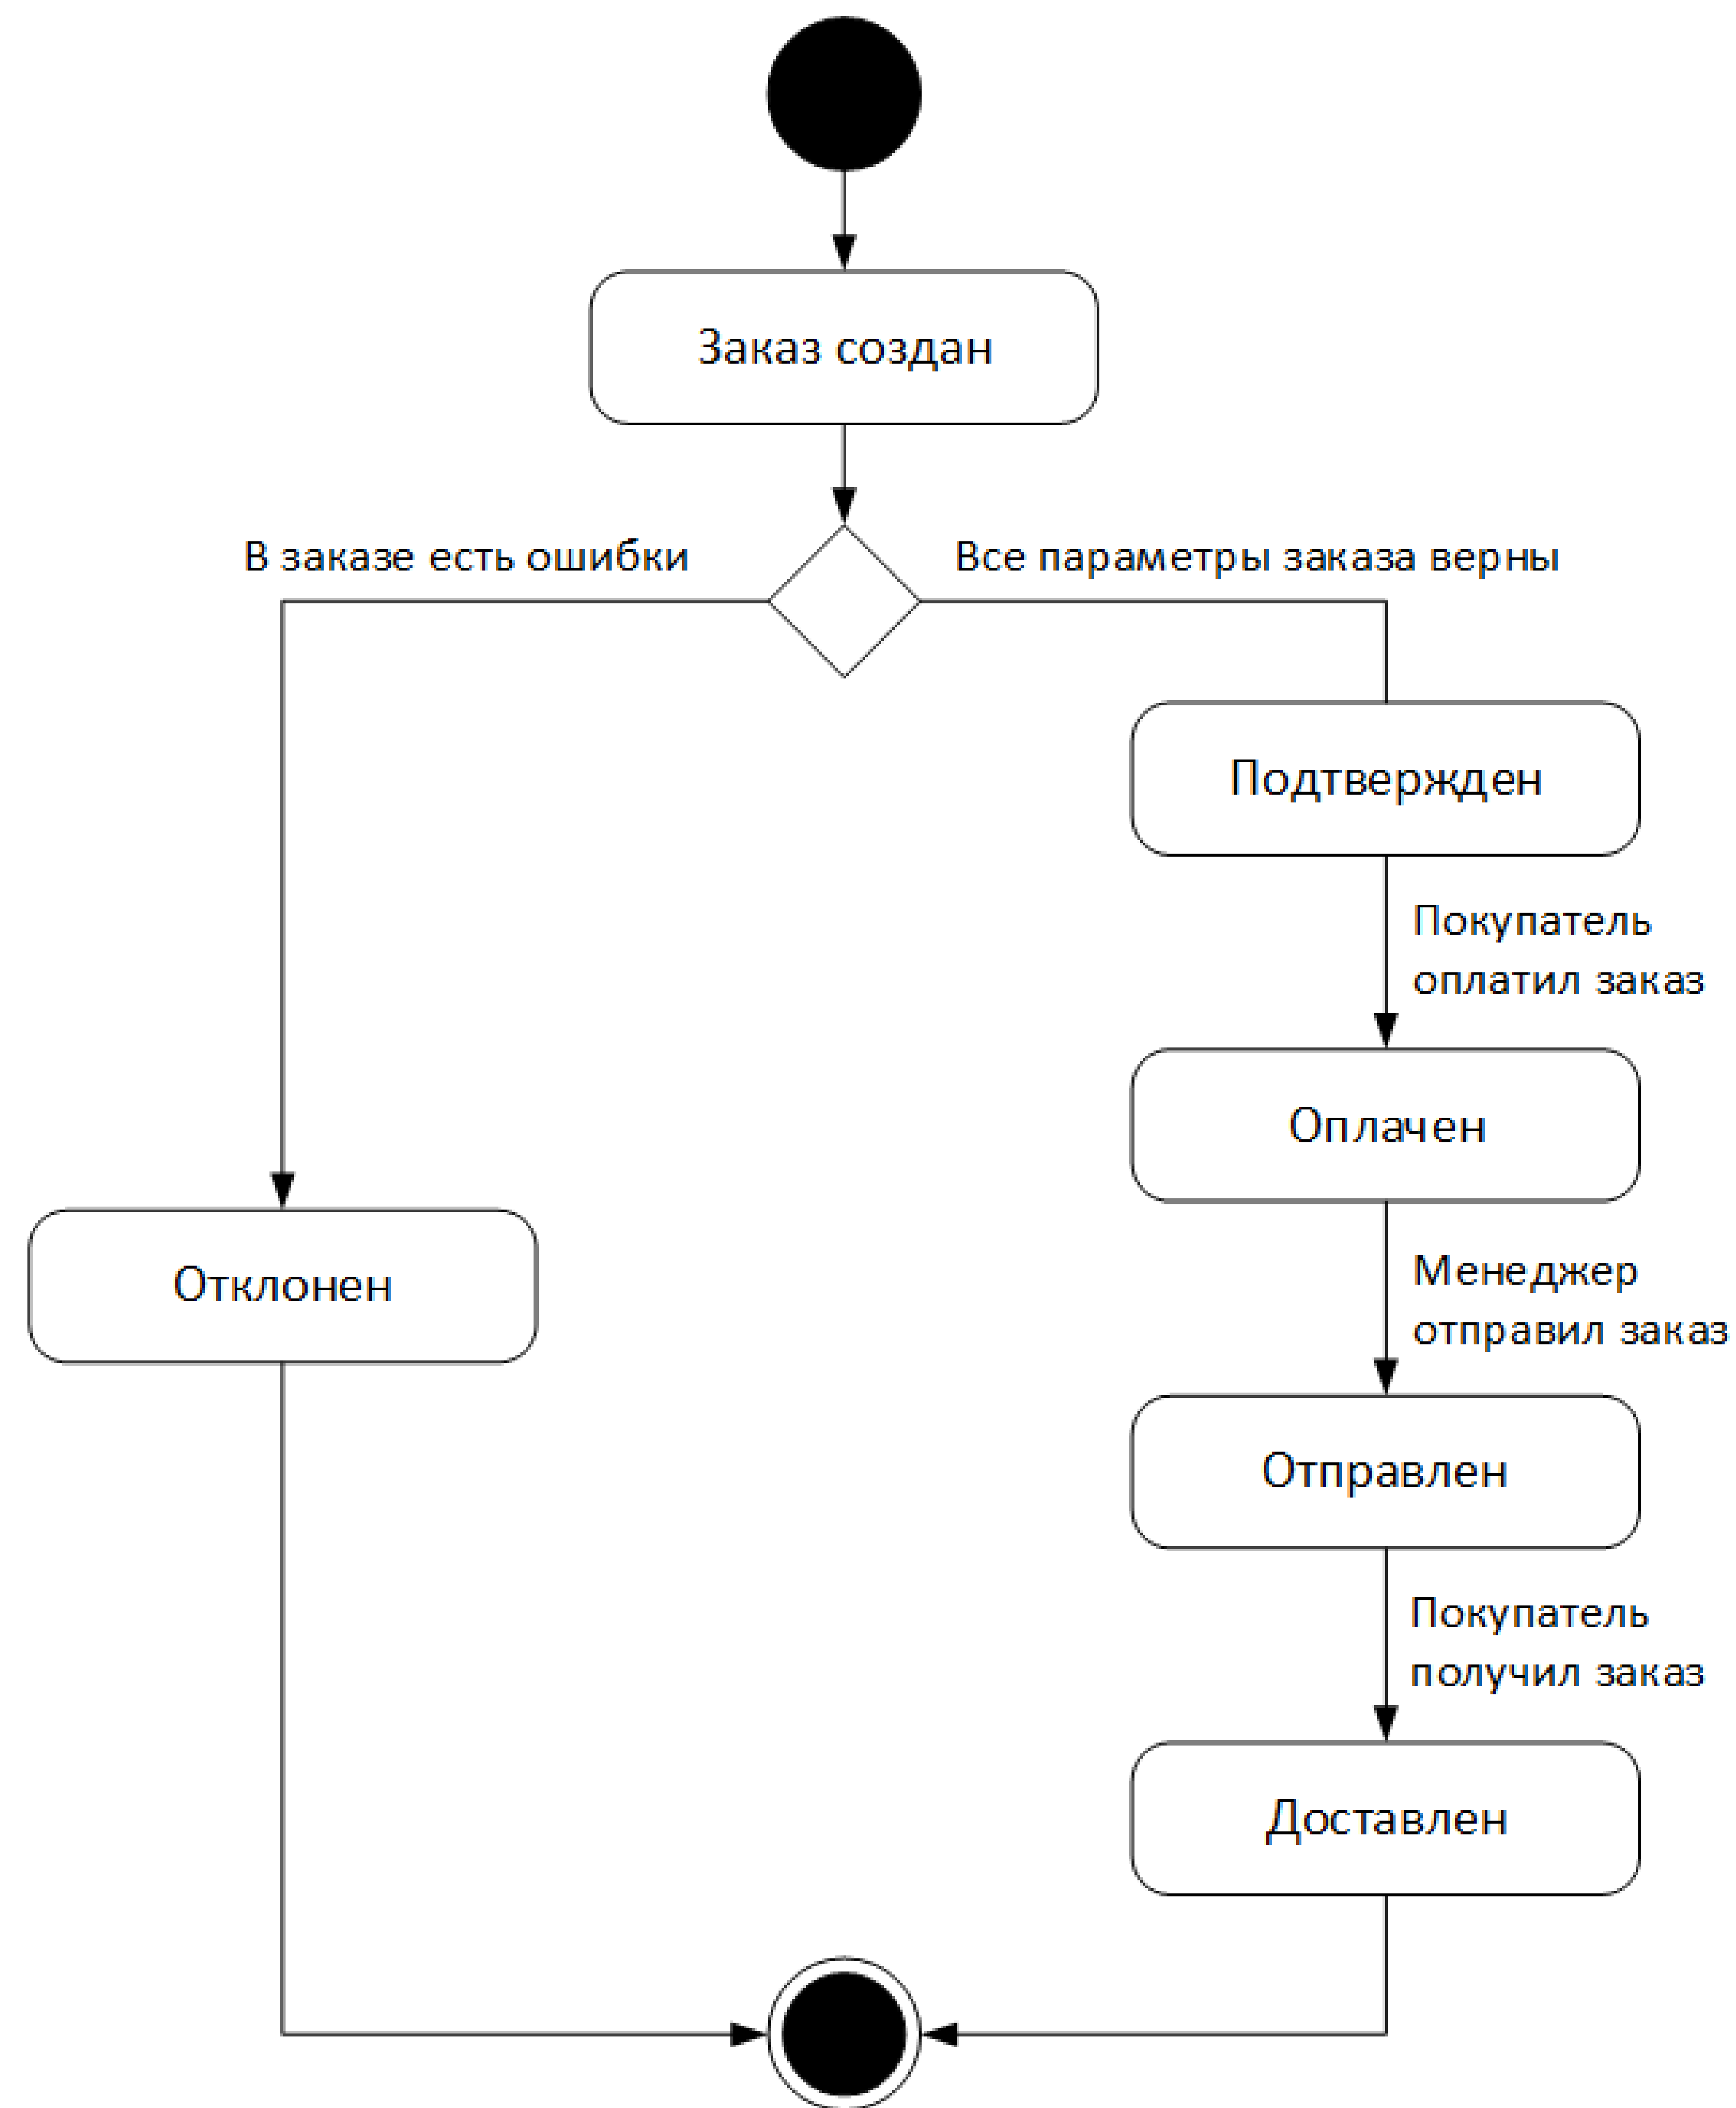 Заказ создан
В заказе есть ошибки
Все параметры заказа верны
Подтвержден
Покупатель
оплатил заказ
Оплачен
Отклонен
Менеджер
отправил заказ
Отправлен
Покупатель
получил заказ
Доставлен